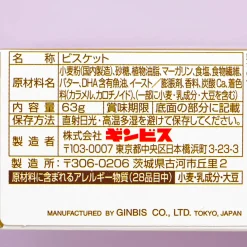 名称 ビスケット
原材料名 小麦粉(国内製造)、砂糖、植物油脂、マーガリン、食塩、食物繊維、
バター、DHA含有魚油、イースト/膨脹剤、香料、炭酸Ca、着色
料(カラメル、カロチノイド)、(一部に小麦・乳成分・大豆を含む)
内容量 63g 賞味期限 底面の部分に記載
保存方法 直射日光・高温多湿を避けて保存してください。
製造者 株式会社ギンビス
〒103-0007 東京都中央区日本橋浜町2-3-3
製造所 〒306-0206 茨城県古河市丘里2
原材料に含まれるアレルギー物質(28品目中) 小麦・乳成分・大豆
MANUFACTURED BY GINBIS CO., LTD. TOKYO, JAPAN